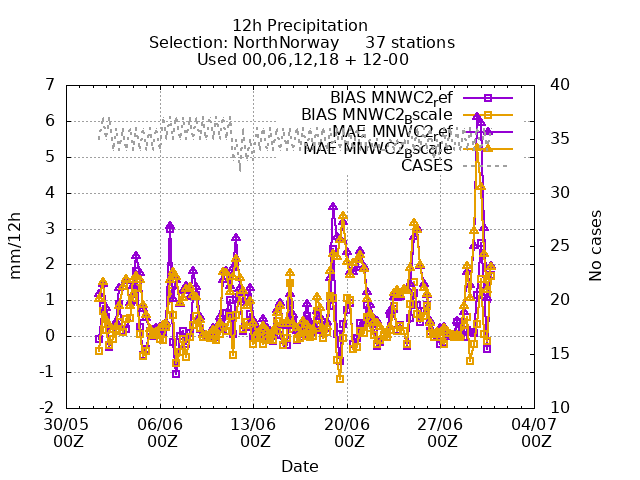 12h Precipitation
Selection: NorthNorway 37 stations
Used 00,06,12,18 + 12-00
BIAS MNWC2_ref
BIAS MNWC2_Bscale
MAE MNWC2_ref
MAE MNWC2_Bscale
CASES
7
6
5
4
3
2
1
0
-1
-2
mm/12h
40
35
30
25
20
15
10
No cases
30/05 06/06 13/06 20/06 27/06 04/07
00Z 00Z 00Z 00Z 00Z 00Z
Date